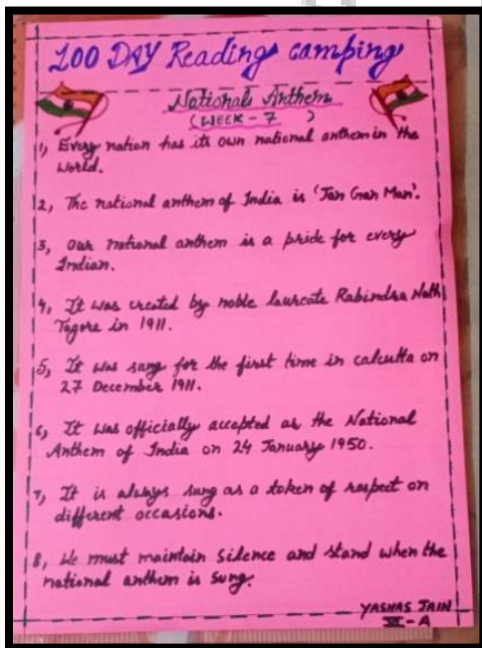 100 DAY Reading camping
National Anthem
(WEEK - 7 )
1, Every nation has its own national anthem in the
World.
2, The national anthem of India is 'Jan Gan Man'.
3, Our national anthem is a pride for every
Indian.
4, It was created by noble laureate Rabindra Nath
Tagore in 1911.
5, It was sung for the first time in calcutta on
27 December 1911.
6, It was officially accepted as the National
Anthem of India on 24 January 1950.
7, It is always sung as a token of respect on
different occasions.
8, We must maintain silence and stand when the
national anthem is sung.
YASHAS JAIN
VI - A